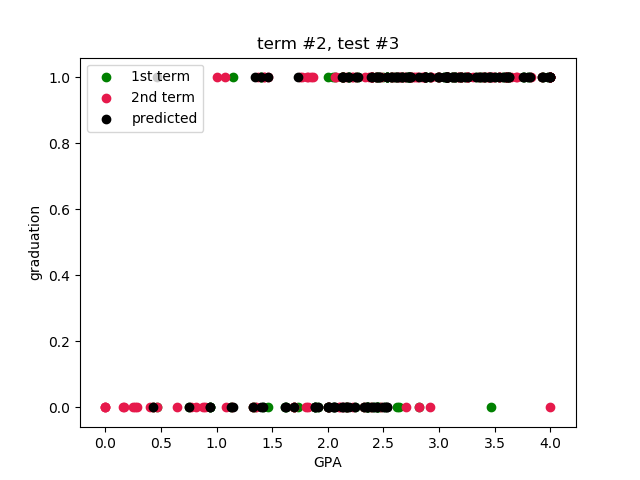 term #2, test #3
1st term
2nd term
predicted
1.0
0.8
0.6
0.4
0.2
0.0
graduation
0.0 0.5 1.0 1.5 2.0 2.5 3.0 3.5 4.0
GPA